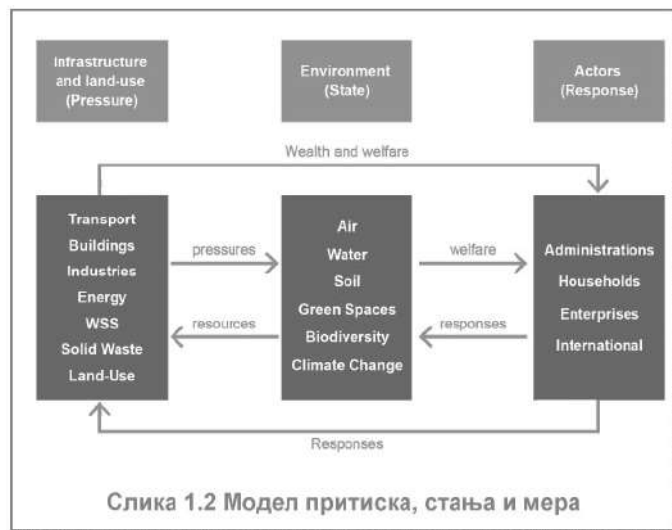 Infrastructure
and land-use
(Pressure)
Environment
(State)
Actors
(Response)
Wealth and welfare
Transport
Buildings
Industries
Energy
WSS
Solid Waste
Land-Use
pressures
resources
Air
Water
Soil
Green Spaces
Biodiversity
Climate Change
welfare
responses
Administrations
Households
Enterprises
International
Responses
Слика 1.2 Модел притиска, стања и мера